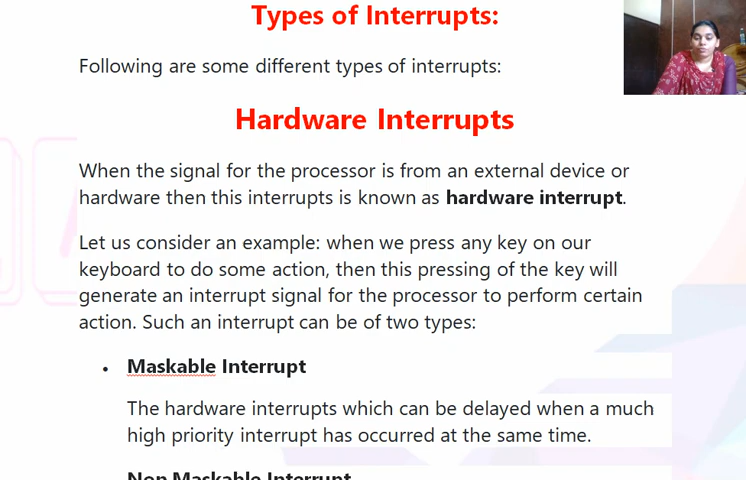 Types of Interrupts:
Following are some different types of interrupts:
Hardware Interrupts
When the signal for the processor is from an external device or
hardware then this interrupts is known as hardware interrupt.
Let us consider an example: when we press any key on our
keyboard to do some action, then this pressing of the key will
generate an interrupt signal for the processor to perform certain
action. Such an interrupt can be of two types:
• Maskable Interrupt
The hardware interrupts which can be delayed when a much
high priority interrupt has occurred at the same time.
Non Maskable Interrupt